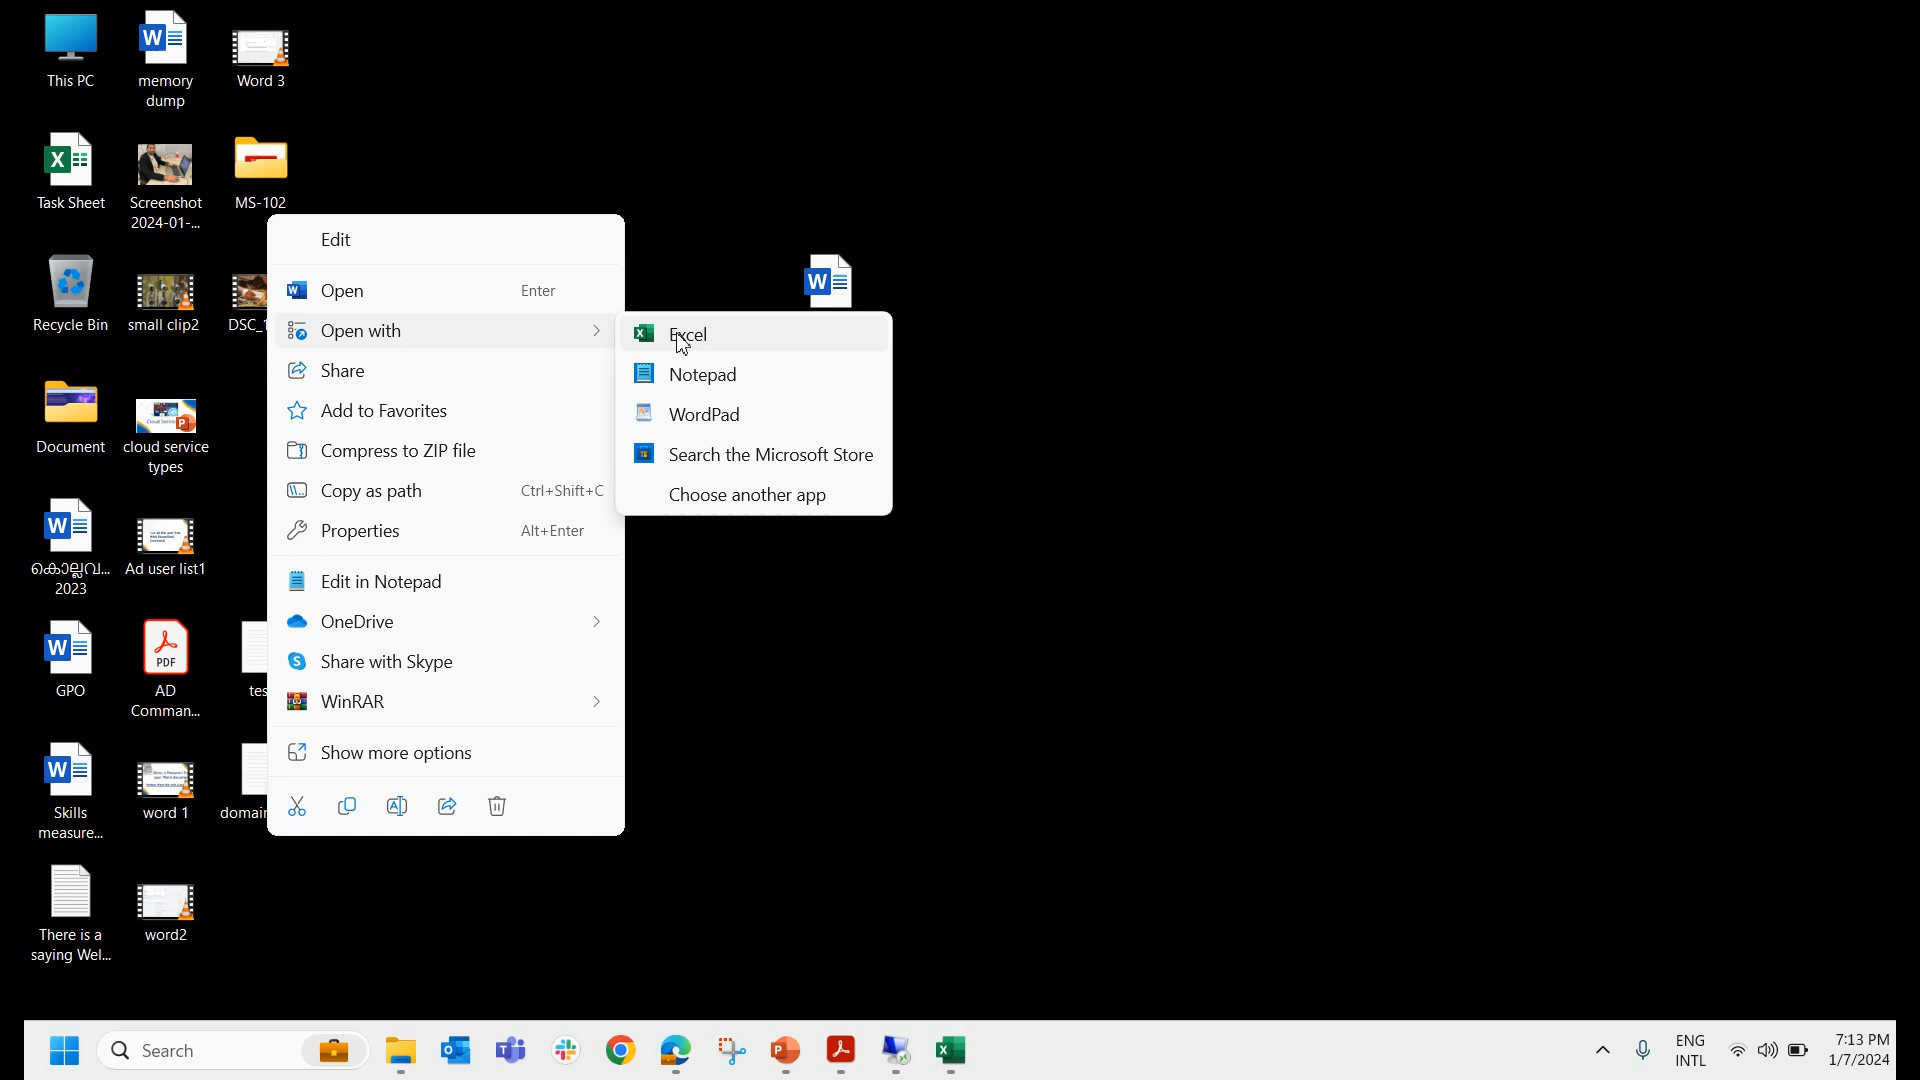 This PC
memory
dump
Word 3
Task Sheet
Screenshot
2024-01-...
MS-102
Recycle Bin
small clip2
DSC_1
Document
cloud service
types
കൊല്ലവ...
2023
Ad user list1
GPO
AD
Comman...
tes
Skills
measure...
word 1
domain
There is a
saying Wel...
word2
Edit
Open Enter
Open with
Share
Add to Favorites
Compress to ZIP file
Copy as path Ctrl+Shift+C
Properties Alt+Enter
Edit in Notepad
OneDrive
Share with Skype
WinRAR
Show more options
Excel
Notepad
WordPad
Search the Microsoft Store
Choose another app
PDF
Search
ENG
INTL
7:13 PM
1/7/2024